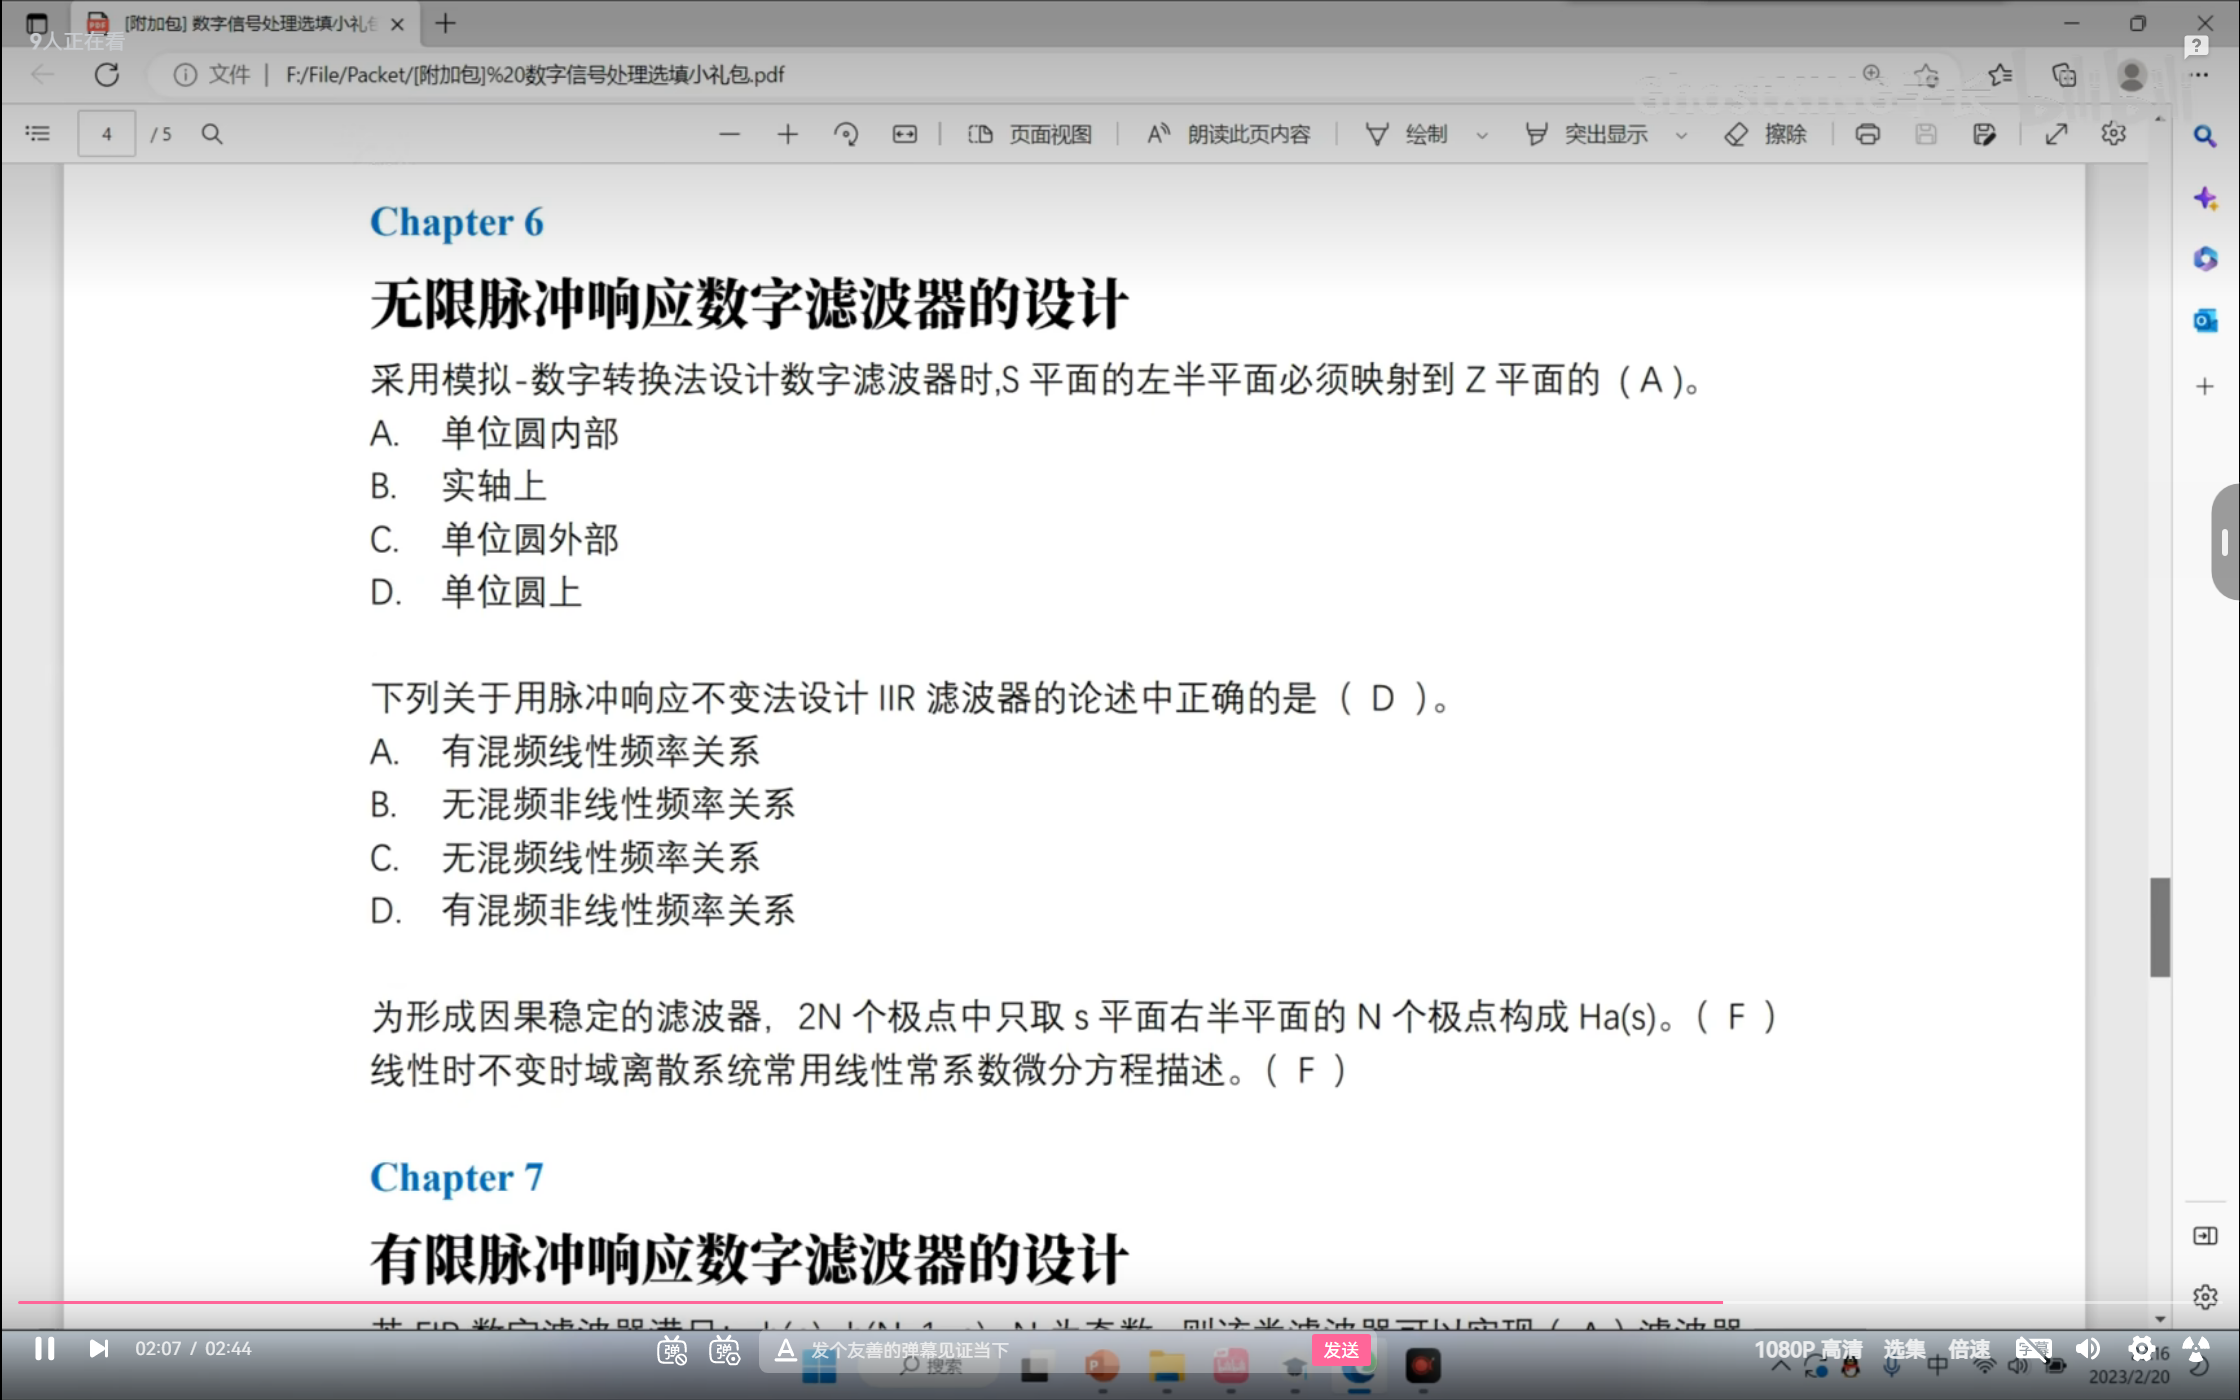 [附加包] 数字信号处理选填小礼包
9人正在看
文件 | F:/File/Packet/[附加包]%20数字信号处理选填小礼包.pdf
4 / 5
页面视图
朗读此页内容
绘制
突出显示
擦除
Chapter 6
无限脉冲响应数字滤波器的设计
采用模拟-数字转换法设计数字滤波器时,S 平面的左半平面必须映射到 Z 平面的（A )。
A. 单位圆内部
B. 实轴上
C. 单位圆外部
D. 单位圆上
下列关于用脉冲响应不变法设计 IIR 滤波器的论述中正确的是（ D ）。
A. 有混频线性频率关系
B. 无混频非线性频率关系
C. 无混频线性频率关系
D. 有混频非线性频率关系
为形成因果稳定的滤波器，2N 个极点中只取 s 平面右半平面的 N 个极点构成 Ha(s)。（ F ）
线性时不变时域离散系统常用线性常系数微分方程描述。（ F ）
Chapter 7
有限脉冲响应数字滤波器的设计
02:07 / 02:44
发个友善的弹幕见证当下
发送
1080P 高清
选集
倍速
搜索
中
2023/2/20